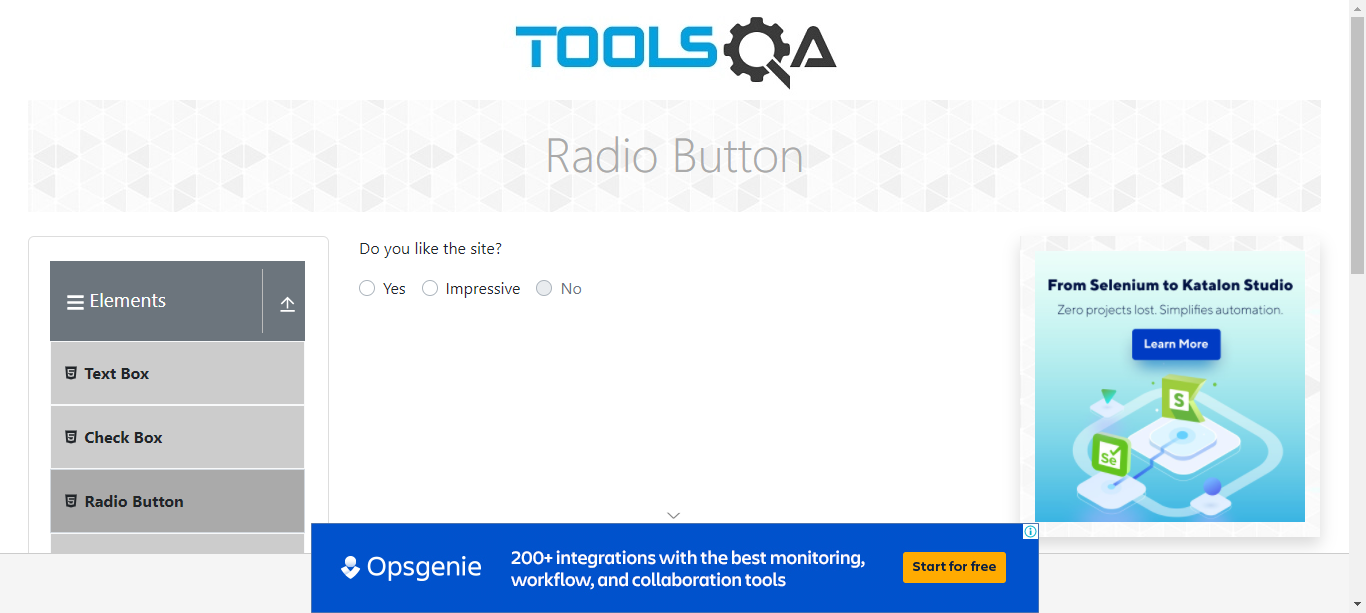 TOOLSQA
Radio Button
Elements
Text Box
Check Box
Radio Button
Do you like the site?
Yes
Impressive
No
From Selenium to Katalon Studio
Zero projects lost. Simplifies automation.
Learn More
S
Se
Opsgenie
200+ integrations with the best monitoring,
workflow, and collaboration tools
Start for free